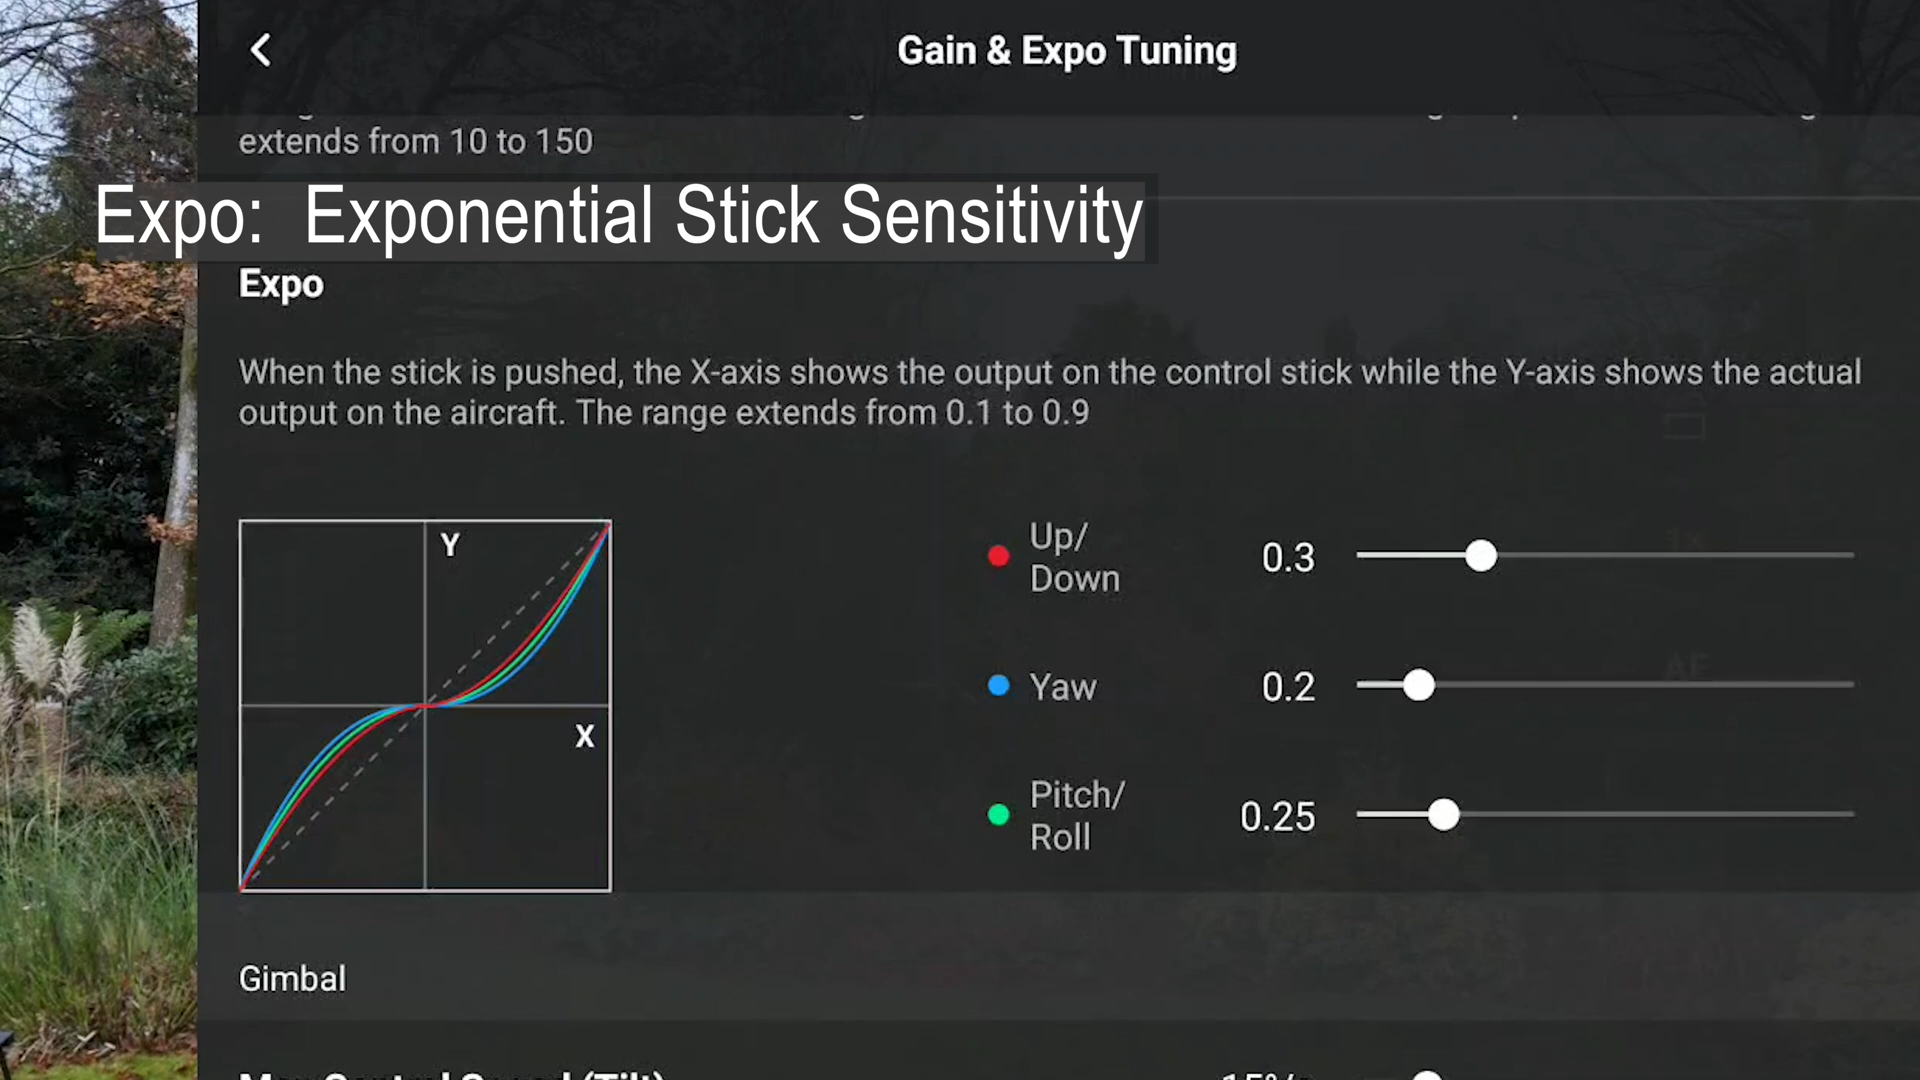 Gain & Expo Tuning
extends from 10 to 150
Expo: Exponential Stick Sensitivity
Expo
When the stick is pushed, the X-axis shows the output on the control stick while the Y-axis shows the actual
output on the aircraft. The range extends from 0.1 to 0.9
Y
X
Up/
Down
0.3
Yaw
0.2
Pitch/
Roll
0.25
Gimbal